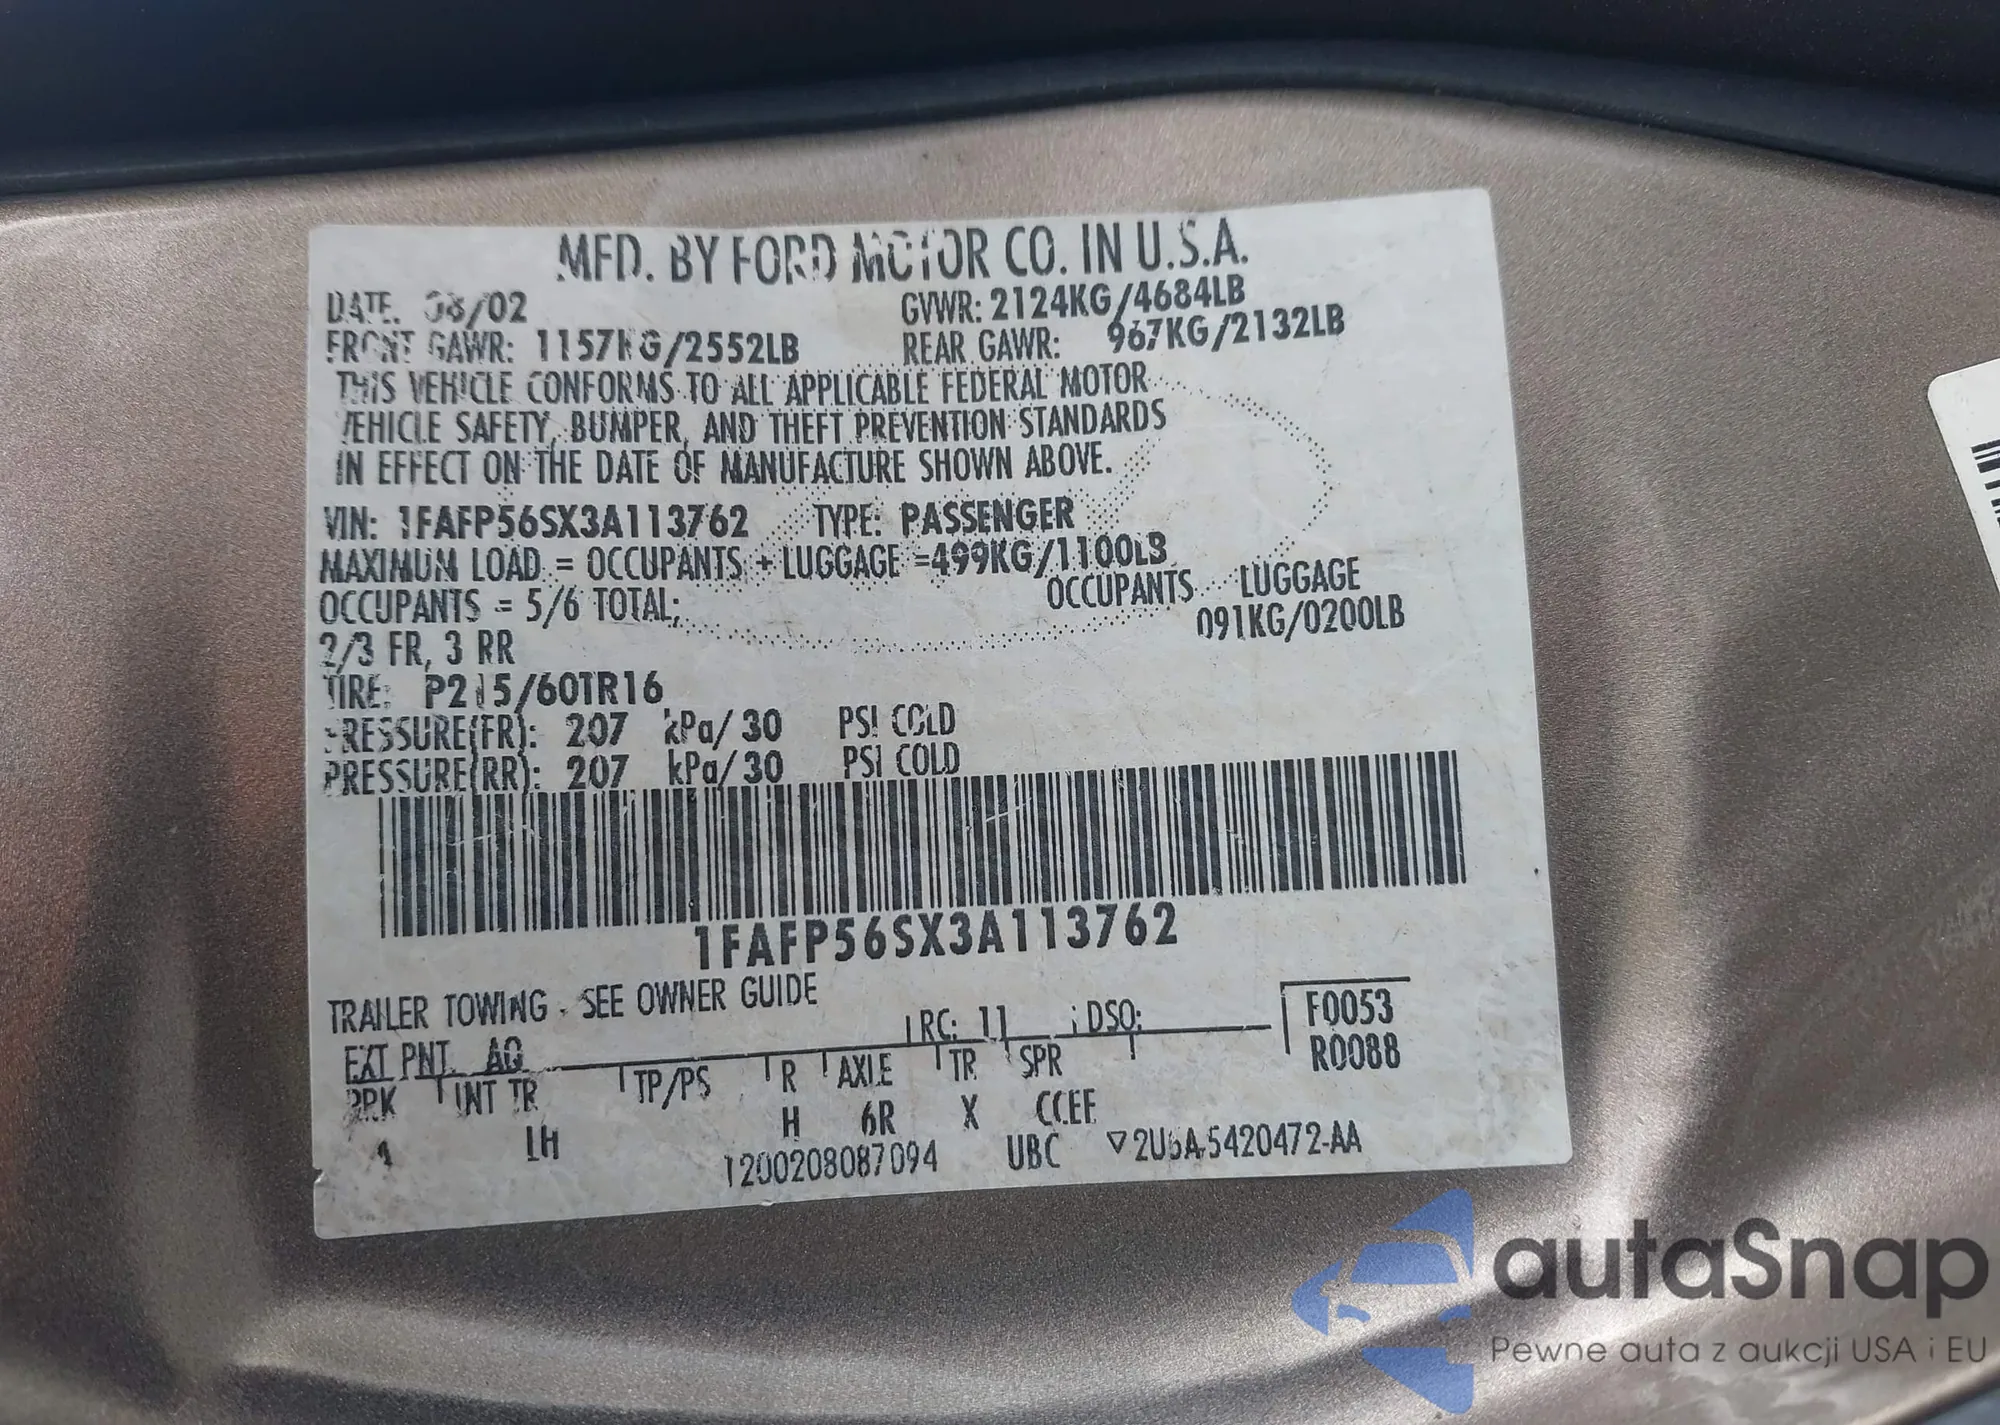 MFD. BY FORD MOTOR CO. IN U.S.A.
DATE. 08/02 GVWR: 2124KG/4684LB
FRONT GAWR: 1157KG/2552LB REAR GAWR: 967KG/2132LB
THIS VEHICLE CONFORMS TO ALL APPLICABLE FEDERAL MOTOR
VEHICLE SAFETY, BUMPER, AND THEFT PREVENTION STANDARDS
IN EFFECT ON THE DATE OF MANUFACTURE SHOWN ABOVE.
VIN: 1FAFP56SX3A113762 TYPE: PASSENGER
MAXIMUM LOAD = OCCUPANTS + LUGGAGE =499KG/1100LB
OCCUPANTS = 5/6 TOTAL; OCCUPANTS LUGGAGE
2/3 FR, 3 RR 091KG/0200LB
TIRE: P215/60TR16
PRESSURE(FR): 207 kPa/ 30 PSI COLD
PRESSURE(RR): 207 kPa/ 30 PSI COLD
1FAFP56SX3A113762
TRAILER TOWING - SEE OWNER GUIDE
EXT PNT. AQ RC: 11 DSO: F0053
R0088
BRK INT TR TP/PS R AXLE TR SPR
4 LH H 6R X CCEF
1200208087094 UBC ▽2U5A-5420472-AA
autaSnap
Pewne auta z aukcji USA i EU